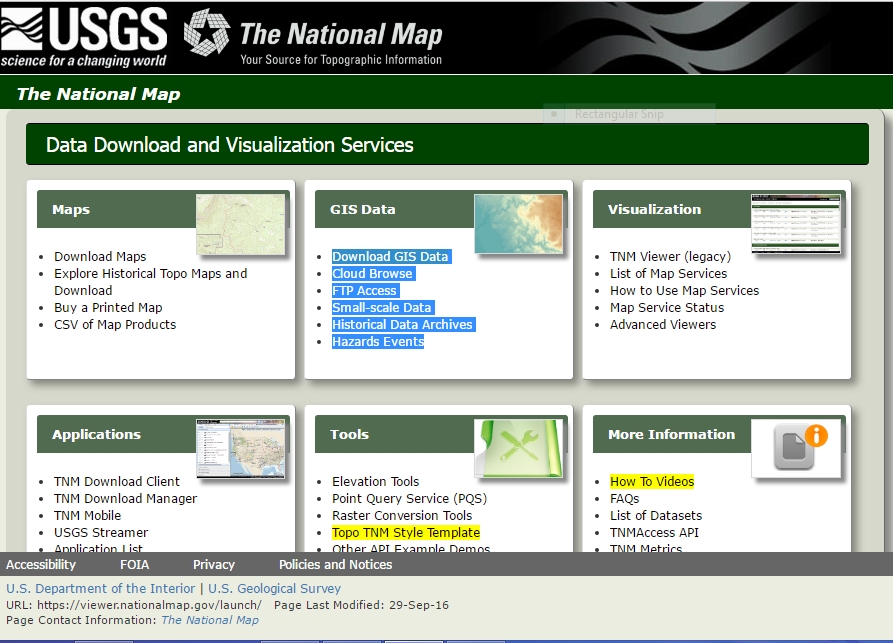 USGS
science for a changing world
The National Map
Your Source for Topographic Information
The National Map
Rectangular Snip
Data Download and Visualization Services
Maps
Download Maps
Explore Historical Topo Maps and
Download
Buy a Printed Map
CSV of Map Products
GIS Data
Download GIS Data
Cloud Browse
FTP Access
Small-scale Data
Historical Data Archives
Hazards Events
Visualization
TNM Viewer (legacy)
List of Map Services
How to Use Map Services
Map Service Status
Advanced Viewers
Applications
TNM Download Client
TNM Download Manager
TNM Mobile
USGS Streamer
Application List
Tools
Elevation Tools
Point Query Service (PQS)
Raster Conversion Tools
Topo TNM Style Template
Other API Example Demos
More Information
How To Videos
FAQs
List of Datasets
TNMAccess API
TNM Metrics
Accessibility FOIA Privacy Policies and Notices
U.S. Department of the Interior | U.S. Geological Survey
URL: https://viewer.nationalmap.gov/launch/ Page Last Modified: 29-Sep-16
Page Contact Information: The National Map